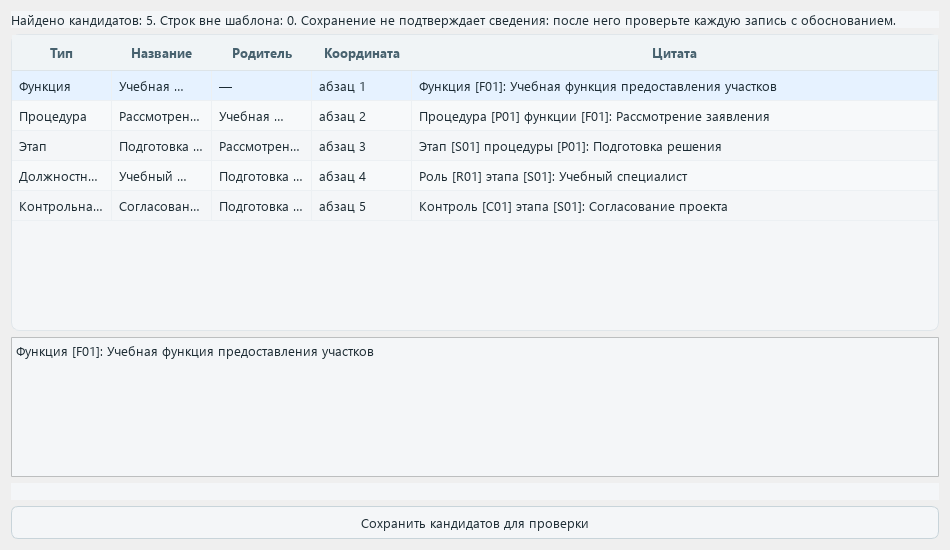 Найдено кандидатов: 5. Строк вне шаблона: 0. Сохранение не подтверждает сведения: после него проверьте каждую запись с обоснованием.
Тип Название Родитель Координата Цитата
Функция Учебная ... — абзац 1 Функция [F01]: Учебная функция предоставления участков
Процедура Рассмотрен... Учебная ... абзац 2 Процедура [P01] функции [F01]: Рассмотрение заявления
Этап Подготовка ... Рассмотрен... абзац 3 Этап [S01] процедуры [P01]: Подготовка решения
Должностн... Учебный ... Подготовка ... абзац 4 Роль [R01] этапа [S01]: Учебный специалист
Контрольна... Согласован... Подготовка ... абзац 5 Контроль [C01] этапа [S01]: Согласование проекта
Функция [F01]: Учебная функция предоставления участков
Сохранить кандидатов для проверки